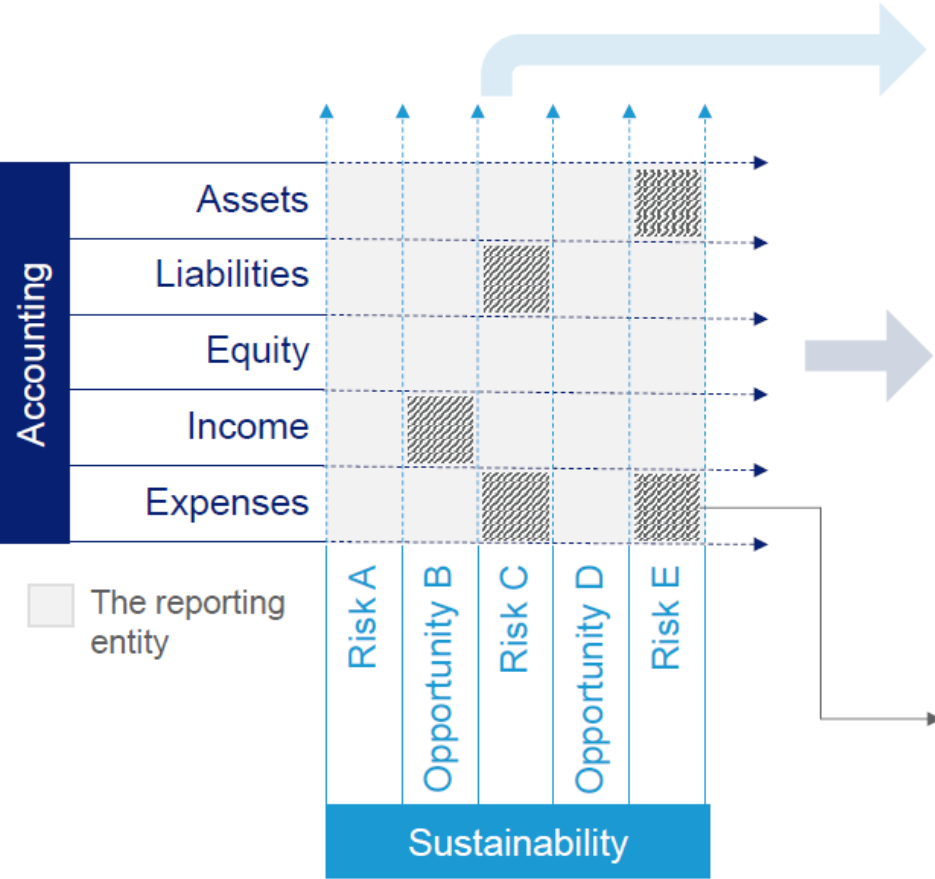 Accounting
Assets
Liabilities
Equity
Income
Expenses
The reporting
entity
Risk A
Opportunity B
Risk C
Opportunity D
Risk E
Sustainability